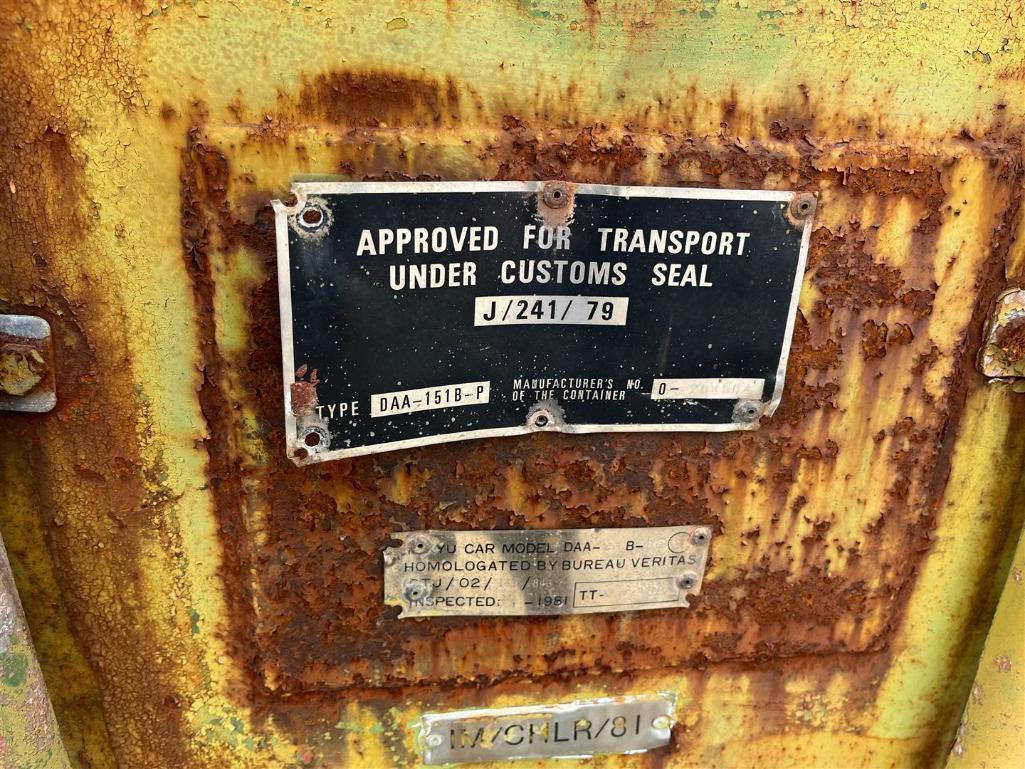 APPROVED FOR TRANSPORT
UNDER CUSTOMS SEAL
J/241/ 79
TYPE DAA-151B-P MANUFACTURER'S NO. OF THE CONTAINER 0-
CAR MODEL DAA- B- C
HOMOLOGATED BY BUREAU VERITAS
/02/ /
INSPECTED: -1981 TT-
IM/CHLR/81